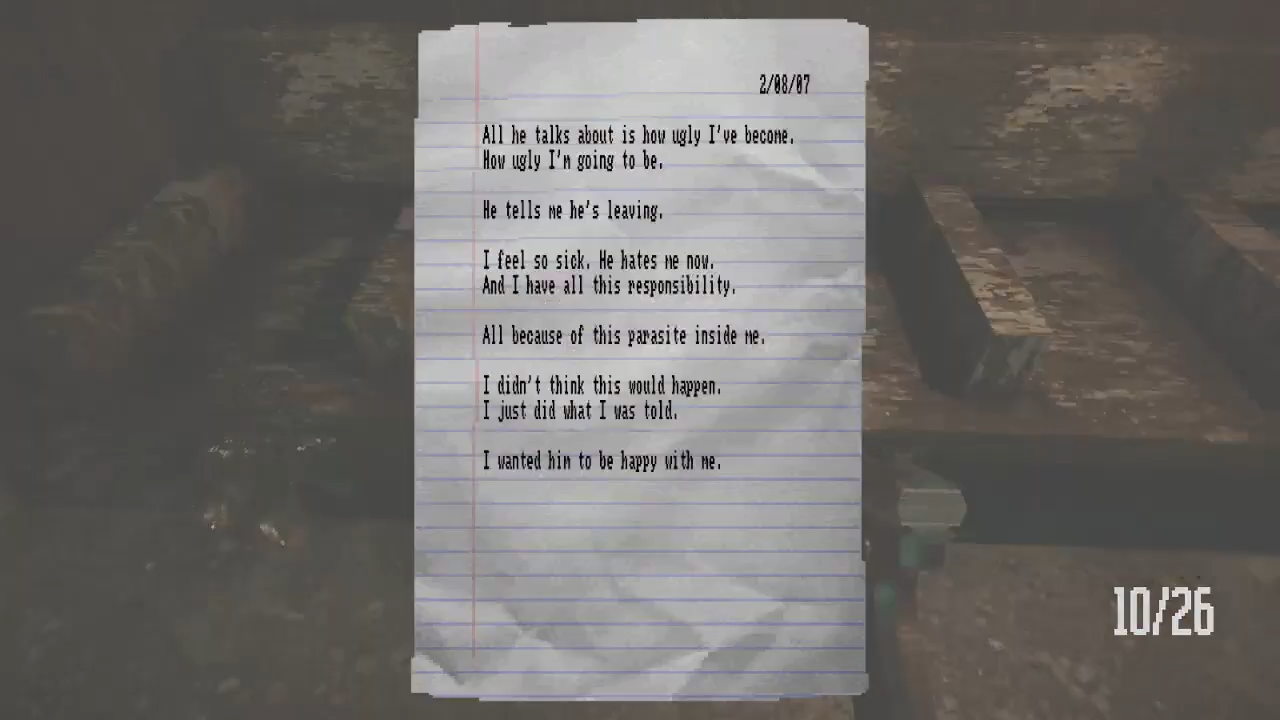 2/08/07
All he talks about is how ugly I've become.
How ugly I'm going to be.
He tells me he's leaving.
I feel so sick. He hates me now.
And I have all this responsibility.
All because of this parasite inside me.
I didn't think this would happen.
I just did what I was told.
I wanted him to be happy with me.
10/26